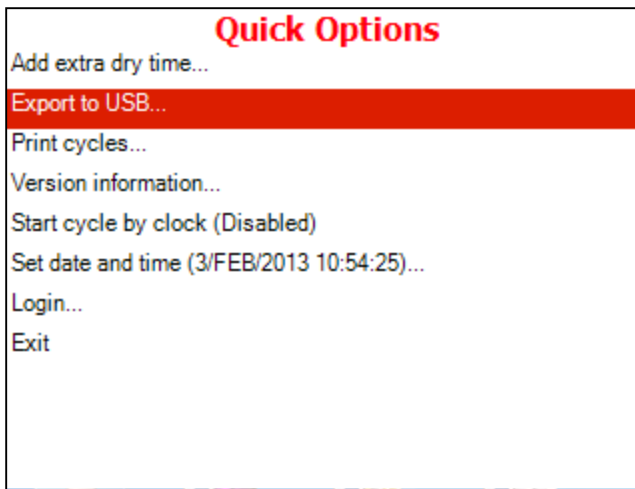 Quick Options
Add extra dry time...
Export to USB...
Print cycles...
Version information...
Start cycle by clock (Disabled)
Set date and time (3/FEB/2013 10:54:25)...
Login...
Exit